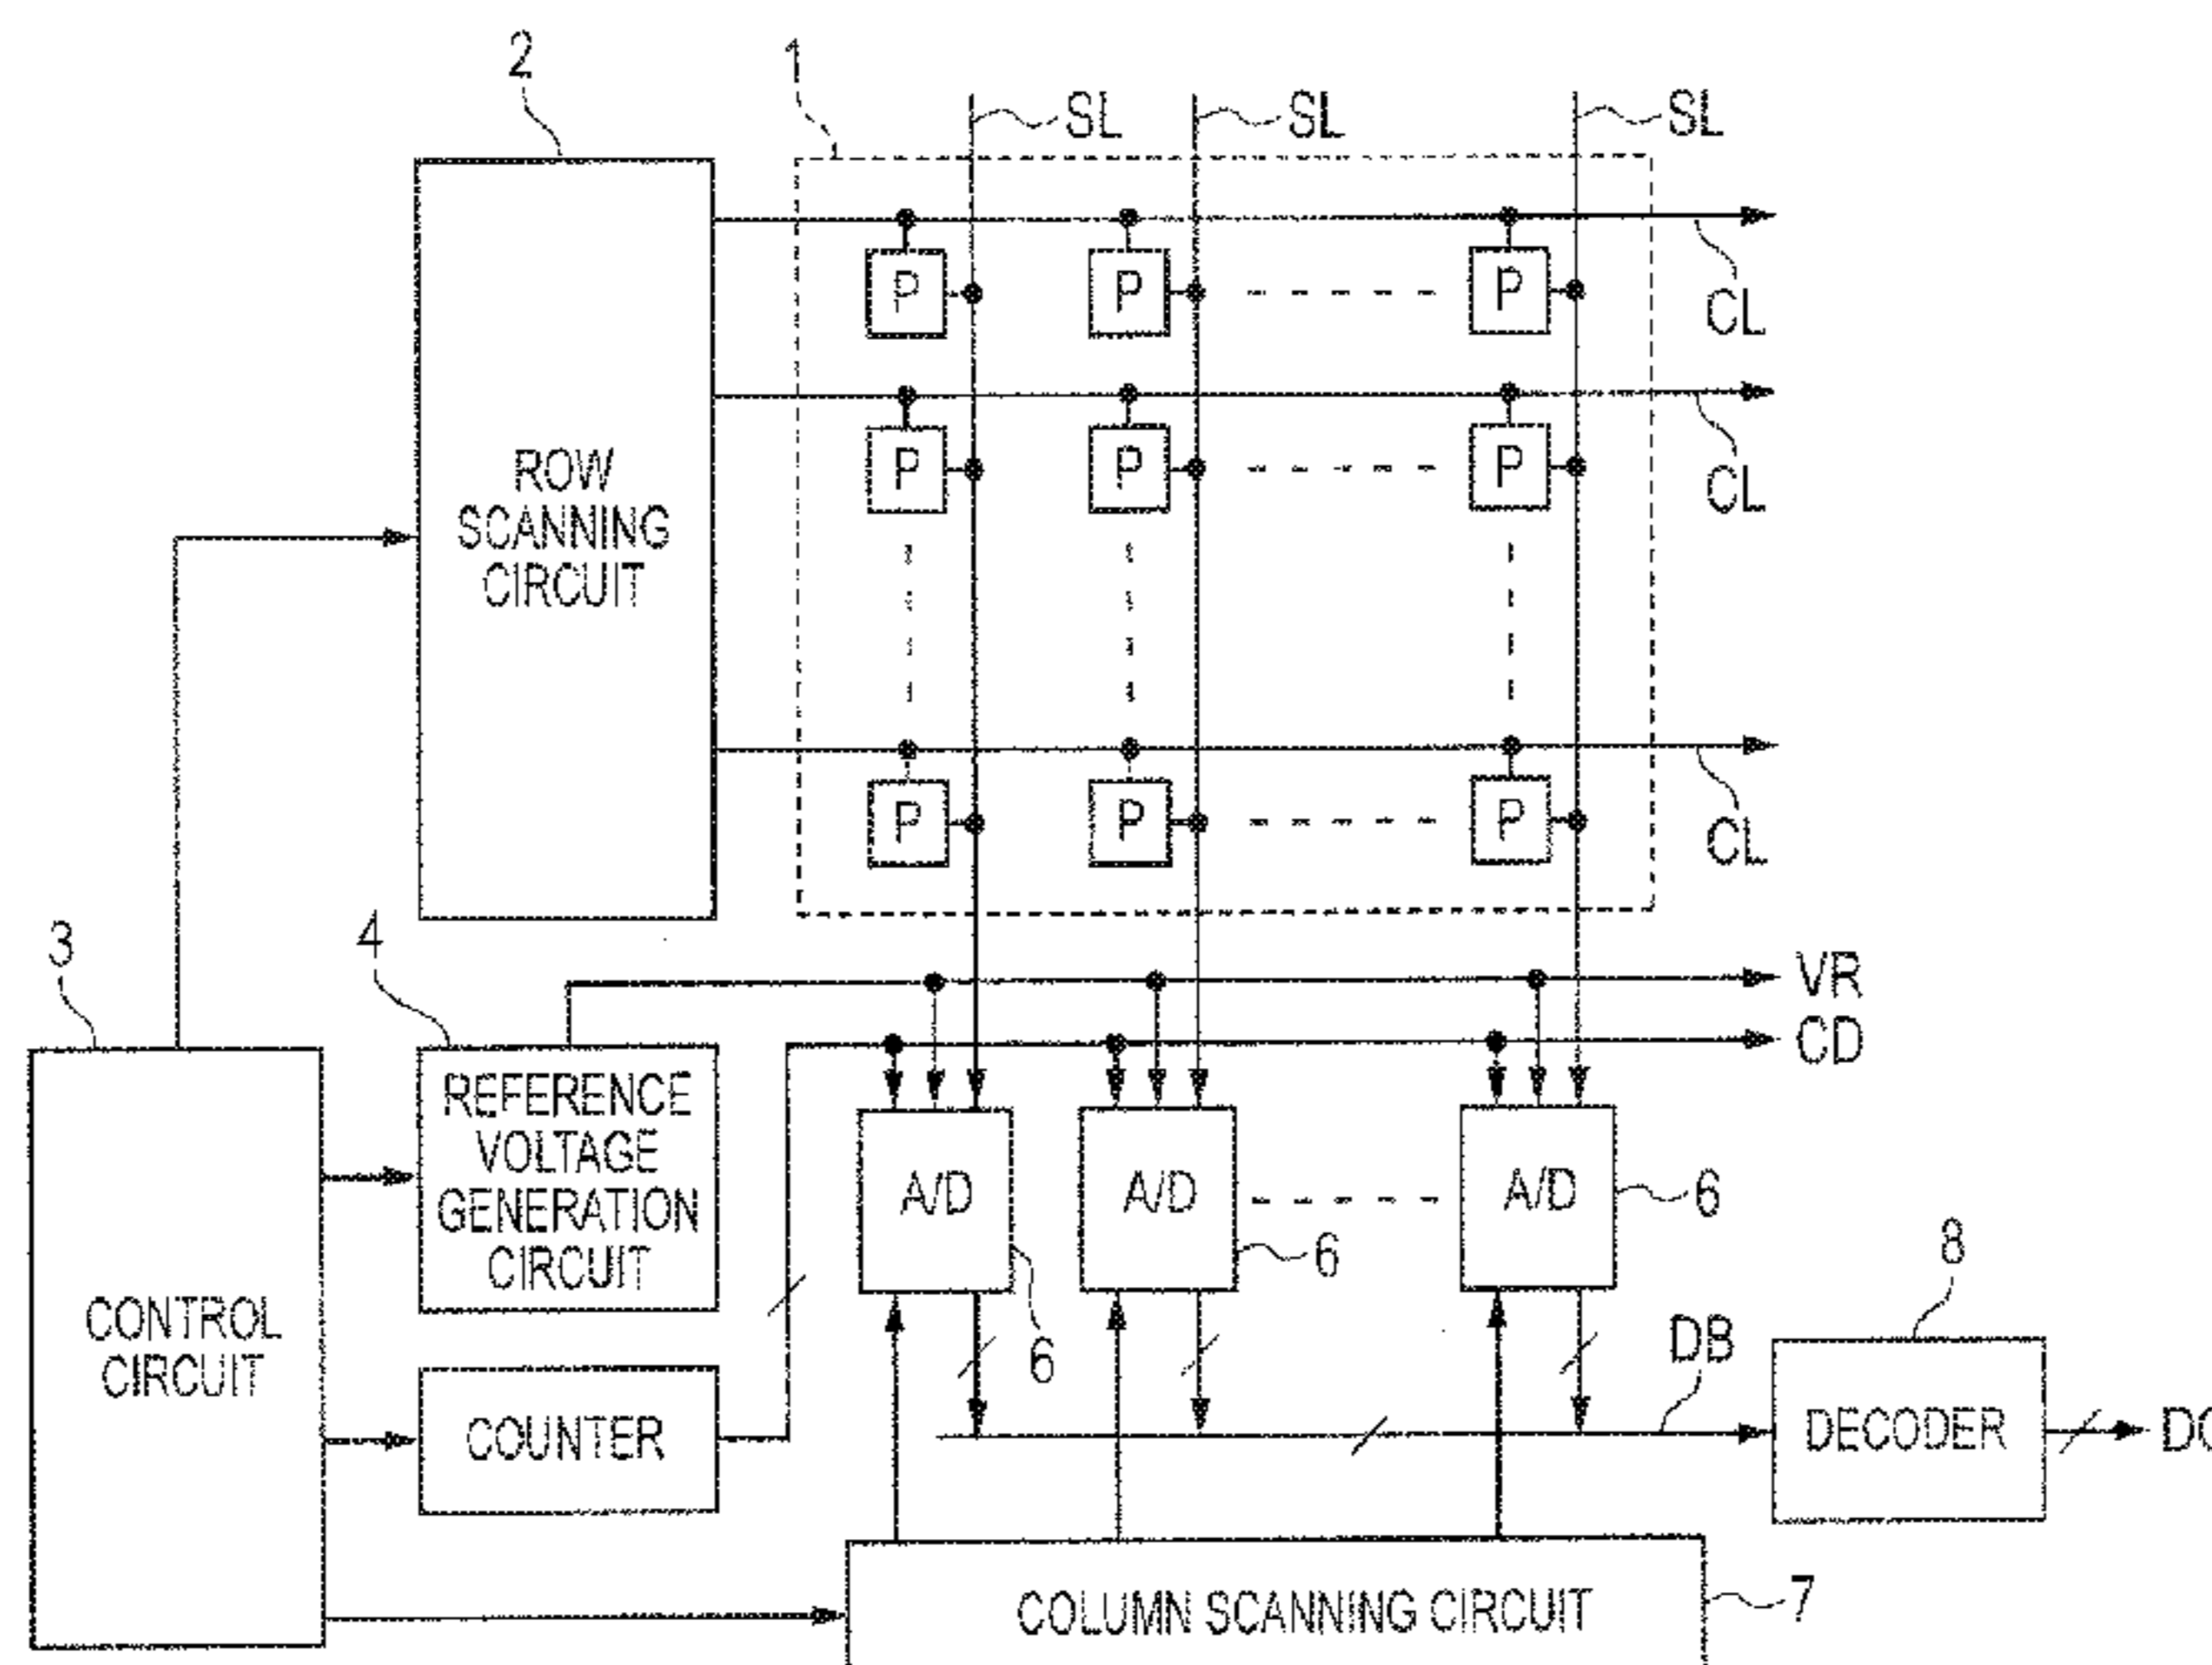 2
1
SL
SL
SL
P
P
P
CL
P
P
P
CL
ROW
SCANNING
CIRCUIT
P
P
P
CL
3
4
VR
CD
REFERENCE
VOLTAGE
GENERATION
CIRCUIT
A/D
A/D
A/D
6
6
6
8
CONTROL
CIRCUIT
DB
COUNTER
DECODER
COLUMN SCANNING CIRCUIT
7